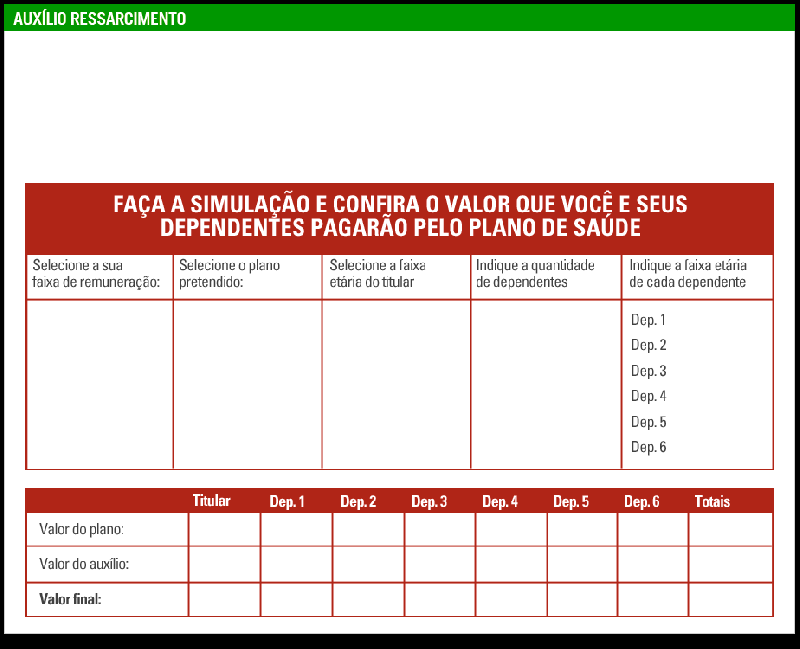 AUXÍLIO RESSARCIMENTO
FAÇA A SIMULAÇÃO E CONFIRA O VALOR QUE VOCÊ E SEUS
DEPENDENTES PAGARÃO PELO PLANO DE SAÚDE
Selecione a sua
faixa de remuneração:
Selecione o plano
pretendido:
Selecione a faixa
etária do titular
Indique a quantidade
de dependentes
Indique a faixa etária
de cada dependente
Dep. 1
Dep. 2
Dep. 3
Dep. 4
Dep. 5
Dep. 6
Titular Dep. 1 Dep. 2 Dep. 3 Dep. 4 Dep. 5 Dep. 6 Totais
Valor do plano:
Valor do auxílio:
Valor final: